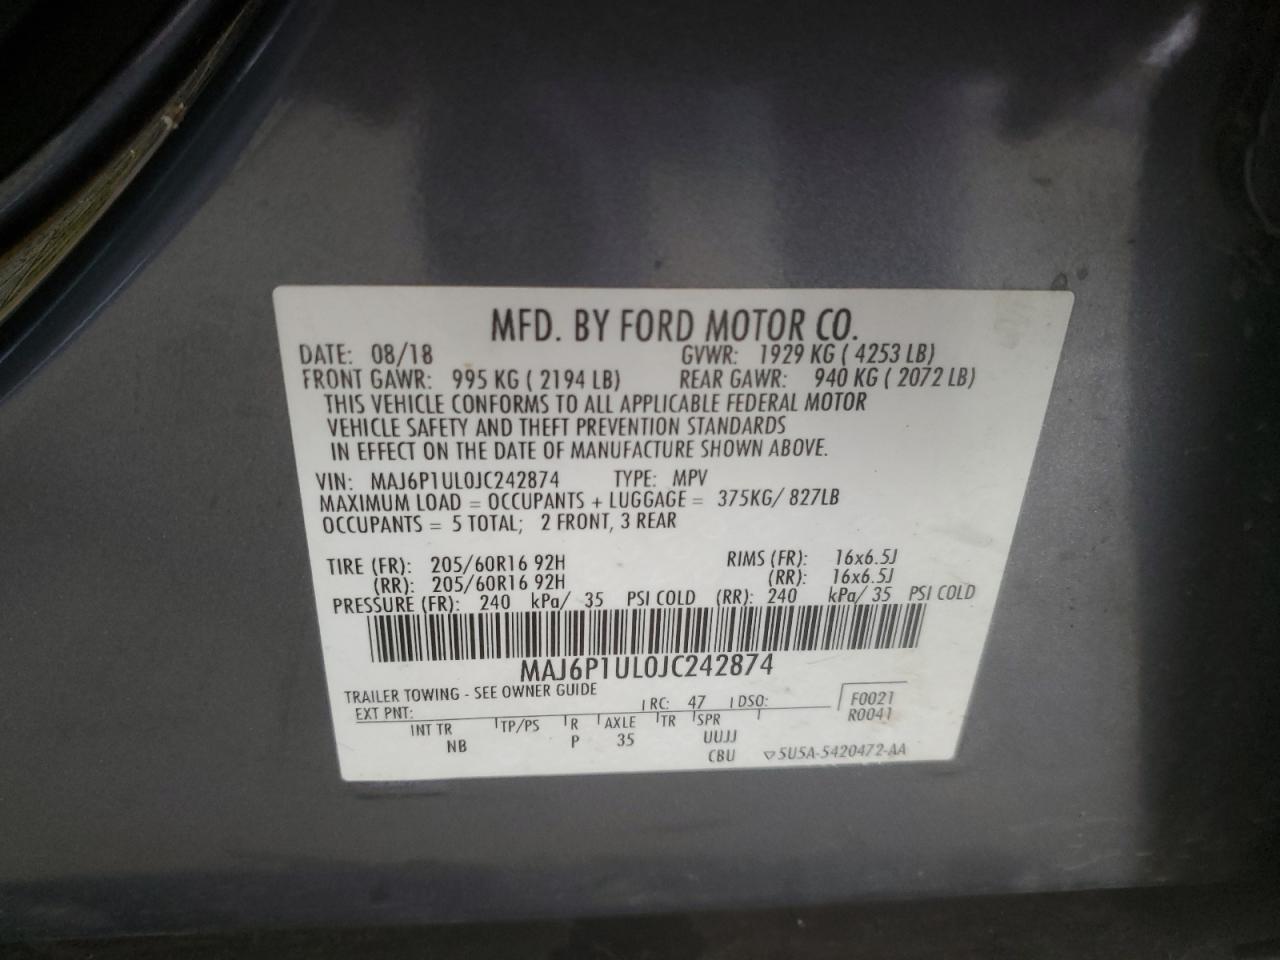 MFD. BY FORD MOTOR CO.
DATE: 08/18 GVWR: 1929 KG ( 4253 LB)
FRONT GAWR: 995 KG ( 2194 LB) REAR GAWR: 940 KG ( 2072 LB)
THIS VEHICLE CONFORMS TO ALL APPLICABLE FEDERAL MOTOR
VEHICLE SAFETY AND THEFT PREVENTION STANDARDS
IN EFFECT ON THE DATE OF MANUFACTURE SHOWN ABOVE.
VIN: MAJ6P1UL0JC242874 TYPE: MPV
MAXIMUM LOAD = OCCUPANTS + LUGGAGE = 375KG/ 827LB
OCCUPANTS = 5 TOTAL; 2 FRONT, 3 REAR
TIRE (FR): 205/60R16 92H RIMS (FR): 16x6.5J
(RR): 205/60R16 92H (RR): 16x6.5J
PRESSURE (FR): 240 kPa/ 35 PSI COLD (RR): 240 kPa/ 35 PSI COLD
MAJ6P1UL0JC242874
TRAILER TOWING - SEE OWNER GUIDE
EXT PNT: RC: 47 DSO: F0021
R0041
INT TR TP/PS R AXLE TR SPR
NB P 35 UUJJ
CBU 5U5A-5420472-AA